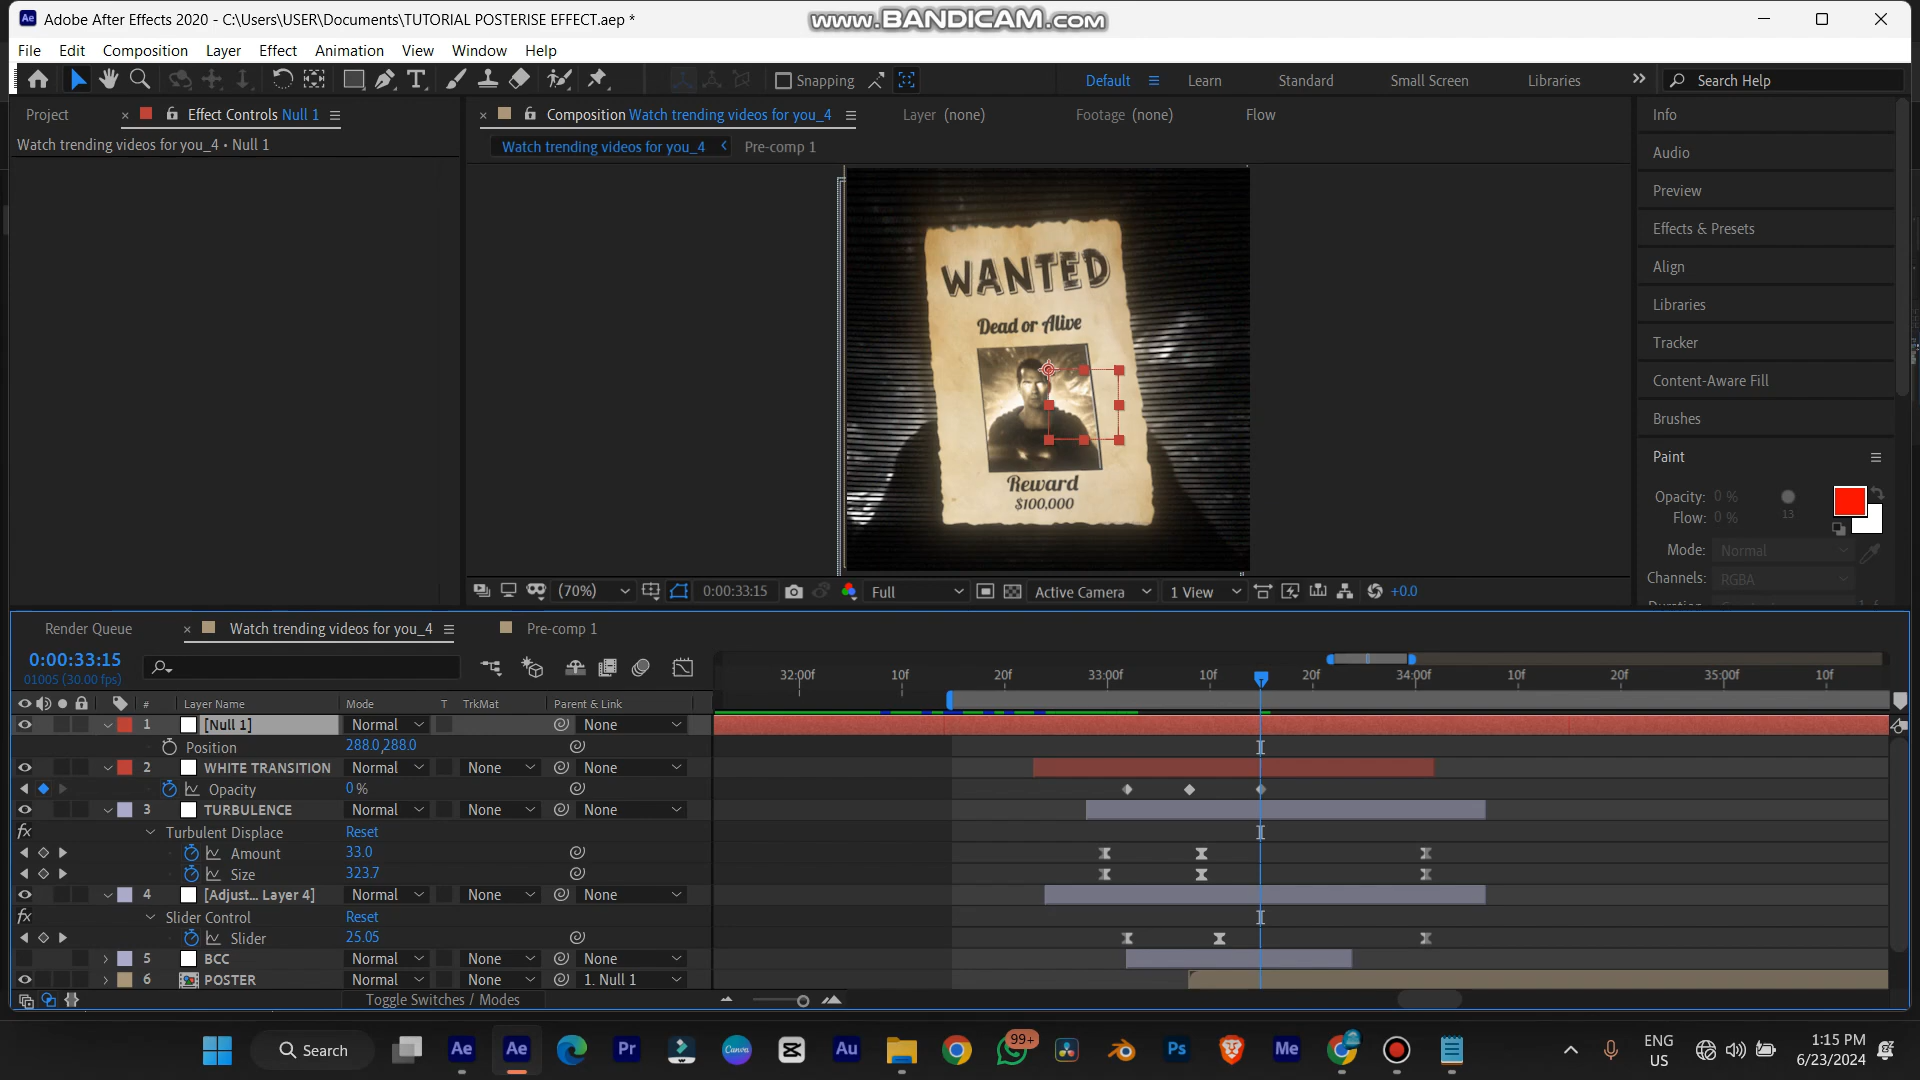 Adobe After Effects 2020 - C:\Users\USER\Documents\TUTORIAL POSTERISE EFFECT.aep *
www.BANDICAM.com
File Edit Composition Layer Effect Animation View Window Help
Snapping
Default Learn Standard Small Screen Libraries
Search Help
Project Effect Controls Null 1
Composition Watch trending videos for you_4 Layer (none) Footage (none) Flow
Watch trending videos for you_4 • Null 1
Watch trending videos for you_4 Pre-comp 1
WANTED
Dead or Alive
Reward
$100,000
Info
Audio
Preview
Effects & Presets
Align
Libraries
Tracker
Content-Aware Fill
Brushes
Paint
Opacity: 0 %
Flow: 0 %
13
Mode: Normal
Channels: RGBA
(70%) 0:00:33:15 Full Active Camera 1 View +0.0
Render Queue Watch trending videos for you_4 Pre-comp 1
0:00:33:15
01005 (30.00 fps)
32:00f 10f 20f 33:00f 10f 20f 34:00f 10f 20f 35:00f 10f
# Layer Name Mode T TrkMat Parent & Link
1 [Null 1] Normal None
Position 288.0,288.0
2 WHITE TRANSITION Normal None None
Opacity 0 %
3 TURBULENCE Normal None None
fx Turbulent Displace Reset
Amount 33.0
Size 323.7
4 [Adjust... Layer 4] Normal None None
fx Slider Control Reset
Slider 25.05
5 BCC Normal None None
6 POSTER Normal None 1. Null 1
Toggle Switches / Modes
Search
99+
ENG
US
1:15 PM
6/23/2024